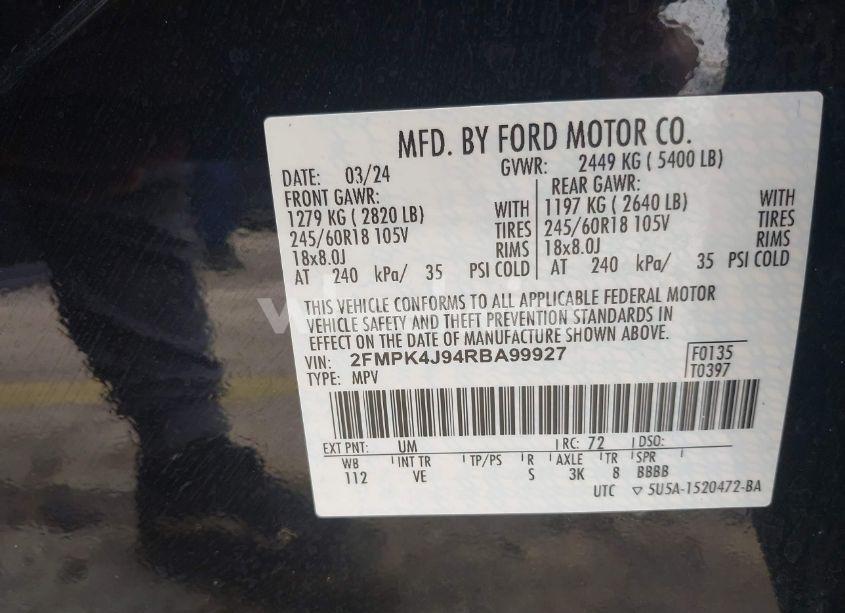 MFD. BY FORD MOTOR CO.
DATE: 03/24 GVWR: 2449 KG ( 5400 LB)
FRONT GAWR: REAR GAWR:
1279 KG ( 2820 LB) WITH 1197 KG ( 2640 LB) WITH
245/60R18 105V TIRES 245/60R18 105V TIRES
18x8.0J RIMS 18x8.0J RIMS
AT 240 kPa/ 35 PSI COLD AT 240 kPa/ 35 PSI COLD
THIS VEHICLE CONFORMS TO ALL APPLICABLE FEDERAL MOTOR
VEHICLE SAFETY AND THEFT PREVENTION STANDARDS IN
EFFECT ON THE DATE OF MANUFACTURE SHOWN ABOVE.
VIN: 2FMPK4J94RBA99927 F0135
TYPE: MPV T0397
EXT PNT: UM RC: 72 DSO:
WB INT TR TP/PS R AXLE TR SPR
112 VE S 3K 8 BBBB
UTC ▽ 5U5A-1520472-BA